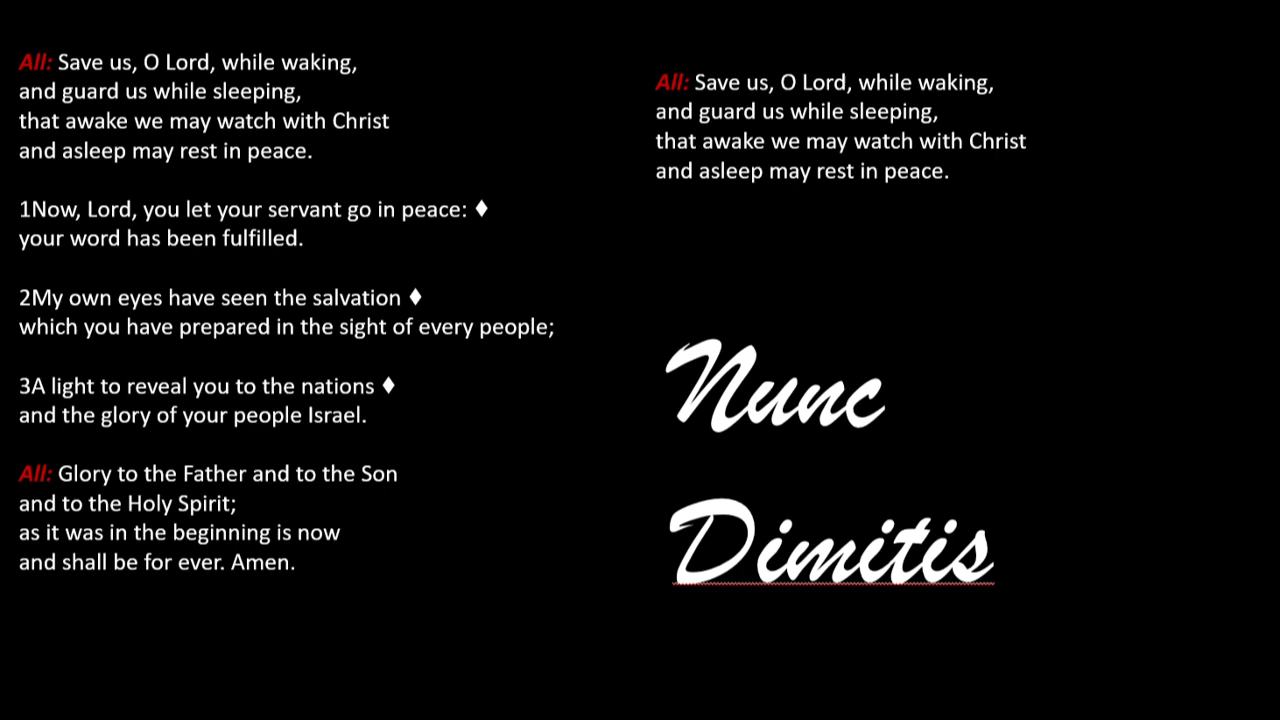 All: Save us, O Lord, while waking,
and guard us while sleeping,
that awake we may watch with Christ
and asleep may rest in peace.
1Now, Lord, you let your servant go in peace: ♦
your word has been fulfilled.
2My own eyes have seen the salvation ♦
which you have prepared in the sight of every people;
3A light to reveal you to the nations ♦
and the glory of your people Israel.
All: Glory to the Father and to the Son
and to the Holy Spirit;
as it was in the beginning is now
and shall be for ever. Amen.
All: Save us, O Lord, while waking,
and guard us while sleeping,
that awake we may watch with Christ
and asleep may rest in peace.
Nunc
Dimitis